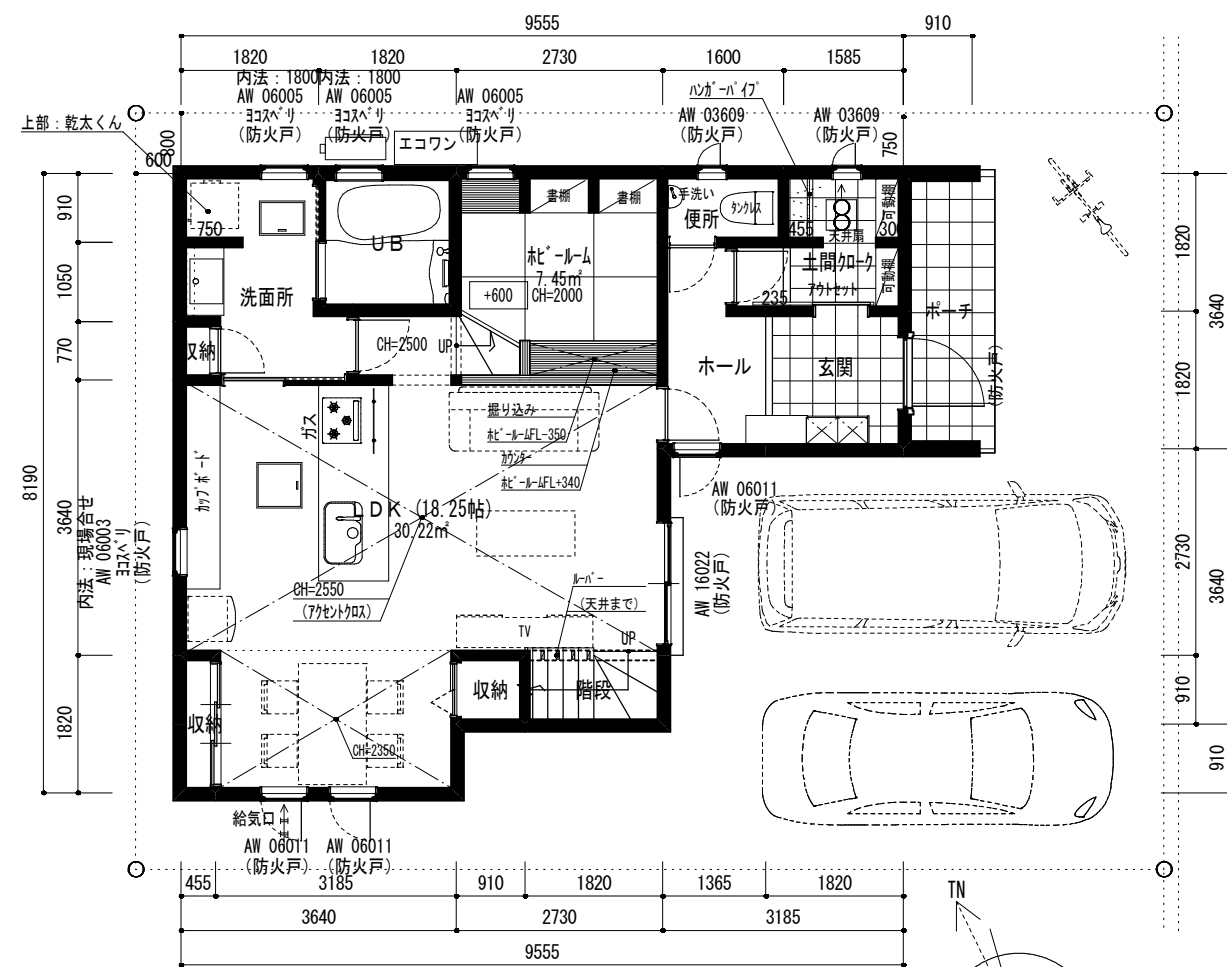 9555
910
1820
1820
2730
1600
1585
内法：1800
内法：1800
AW 06005
ヨコスベリ
(防火戸)
AW 06005
ヨコスベリ
(防火戸)
AW 06005
ヨコスベリ
(防火戸)
ハンガーパイプ
AW 03609
(防火戸)
AW 03609
(防火戸)
上部：乾太くん
エコワン
800
600
750
910
1050
770
3640
1820
8190
750
洗面所
収納
UB
書棚
書棚
ホビールーム
7.45㎡
+600
CH=2000
手洗い
便所
タンクレス
455
天井扇
300
可動棚
土間クローク
アウトセット
可動棚
235
ポーチ
CH=2500
UP
ホール
玄関
(防火戸)
1820
1820
3640
2730
910
3640
910
ガス
カップボード
掘り込み
ホビールームFL-350
カウンター
ホビールームFL+340
LDK (18.25帖)
30.22㎡
CH=2550
(アクセントクロス)
AW 06011
(防火戸)
AW 16022
(防火戸)
内法：現場合せ
AW 06003
ヨコスベリ
(防火戸)
ルーバー
(天井まで)
TV
UP
収納
収納
階段
CH=2350
給気口
AW 06011
(防火戸)
AW 06011
(防火戸)
455
3185
910
1820
1365
1820
3640
2730
3185
9555
TN